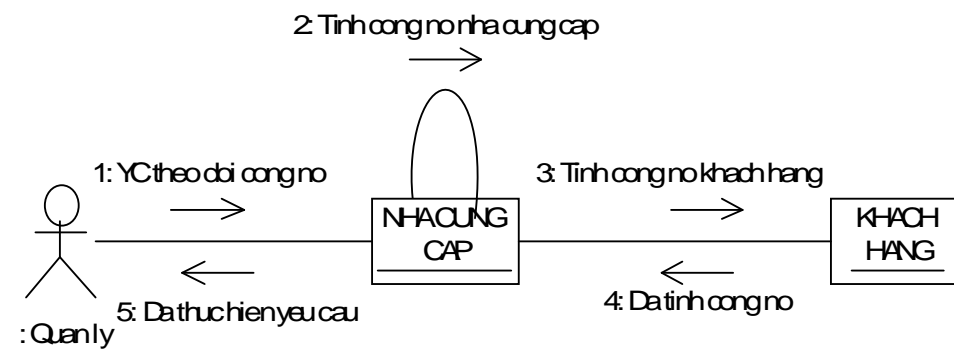 2: Tinh cong no nha cung cap
1: YC theo doi cong no
3: Tinh cong no khach hang
NHA CUNG
CAP
KHACH
HANG
4: Da tinh cong no
5: Da thuc hien yeu cau
: Quan ly